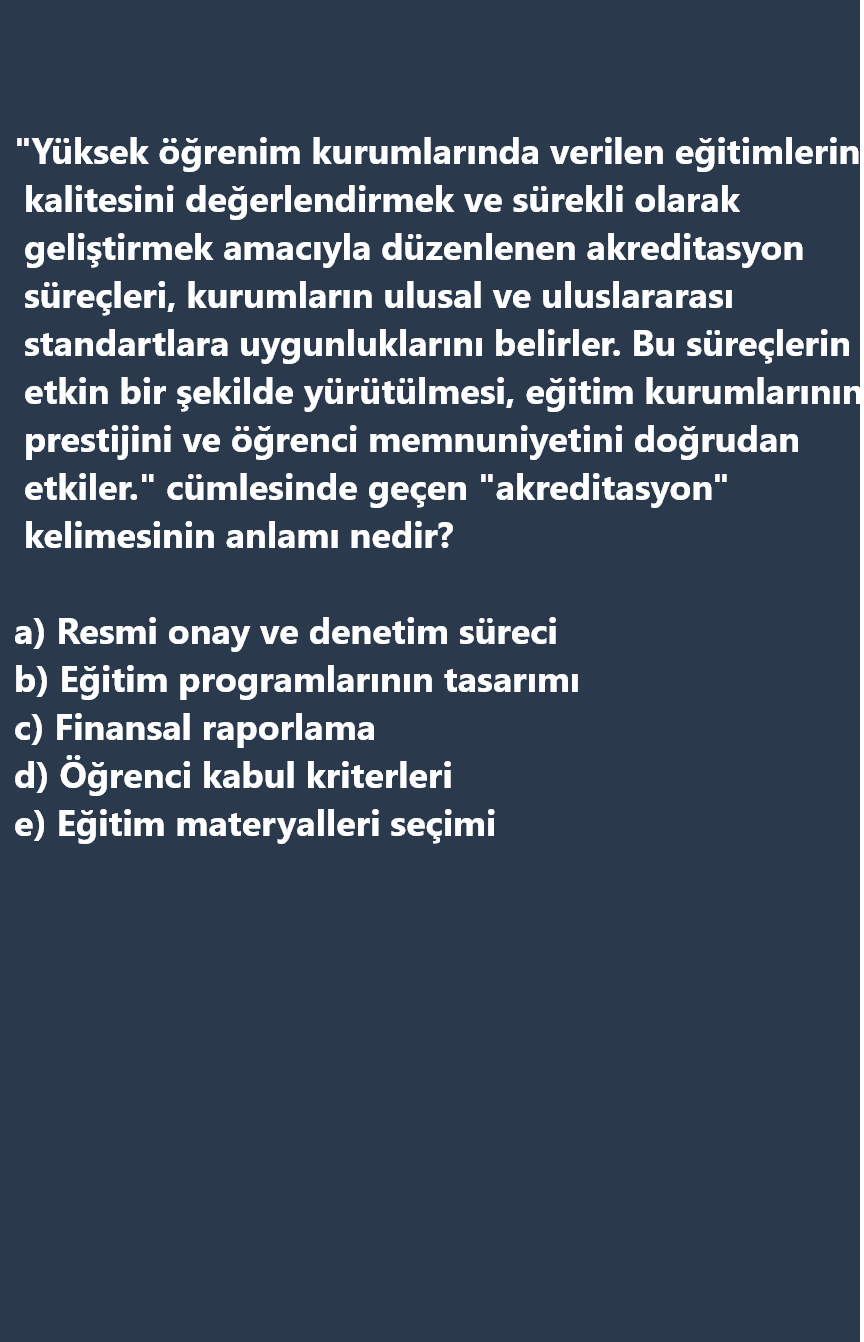 "Yüksek öğrenim kurumlarında verilen eğitimlerin
kalitesini değerlendirmek ve sürekli olarak
geliştirmek amacıyla düzenlenen akreditasyon
süreçleri, kurumların ulusal ve uluslararası
standartlara uygunluklarını belirler. Bu süreçlerin
etkin bir şekilde yürütülmesi, eğitim kurumlarının
prestijini ve öğrenci memnuniyetini doğrudan
etkiler." cümlesinde geçen "akreditasyon"
kelimesinin anlamı nedir?
a) Resmi onay ve denetim süreci
b) Eğitim programlarının tasarımı
c) Finansal raporlama
d) Öğrenci kabul kriterleri
e) Eğitim materyalleri seçimi